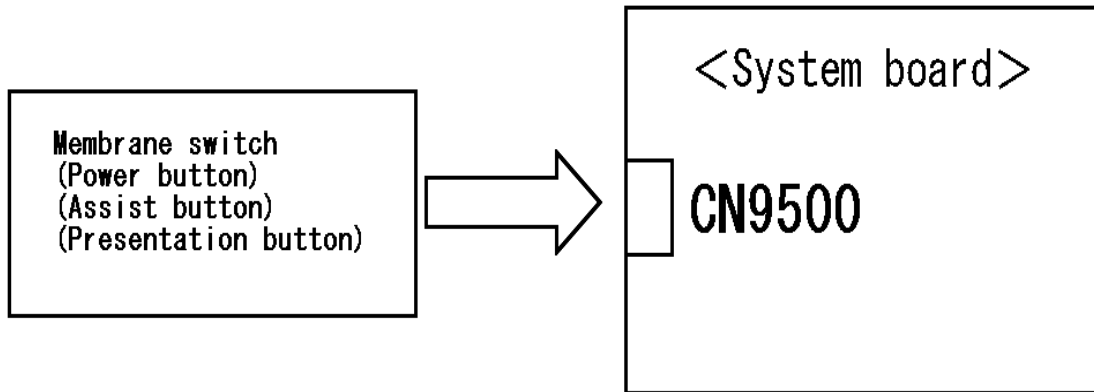 <System board>
Membrane switch
(Power button)
(Assist button)
(Presentation button)
CN9500